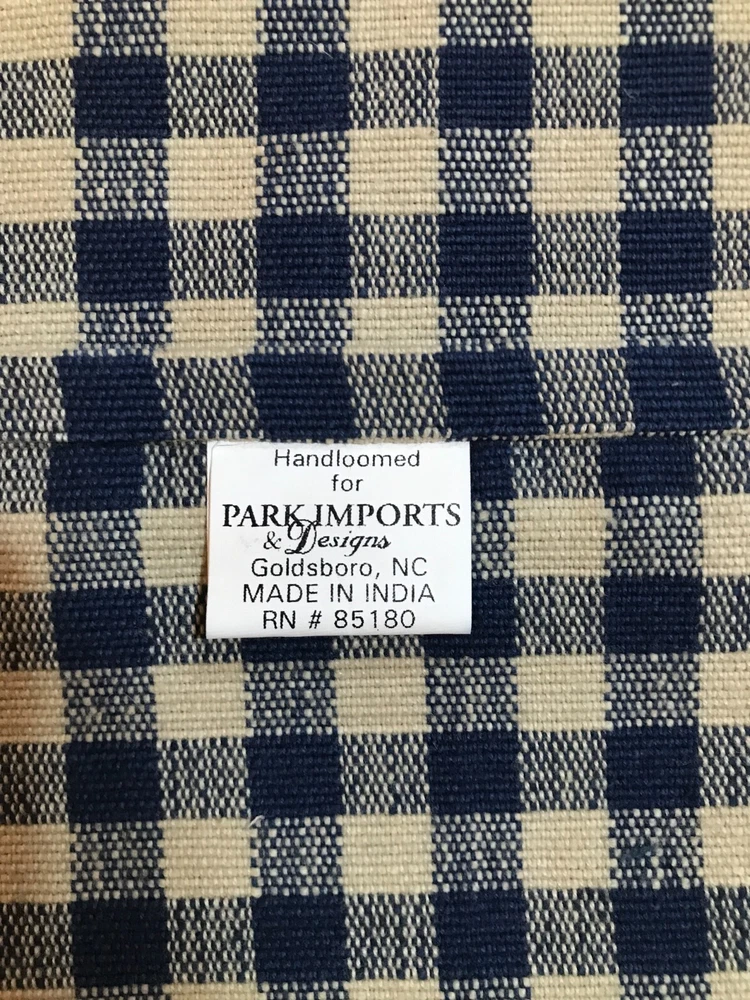 Handloomed
for
PARK IMPORTS
& Designs
Goldsboro, NC
MADE IN INDIA
RN # 85180